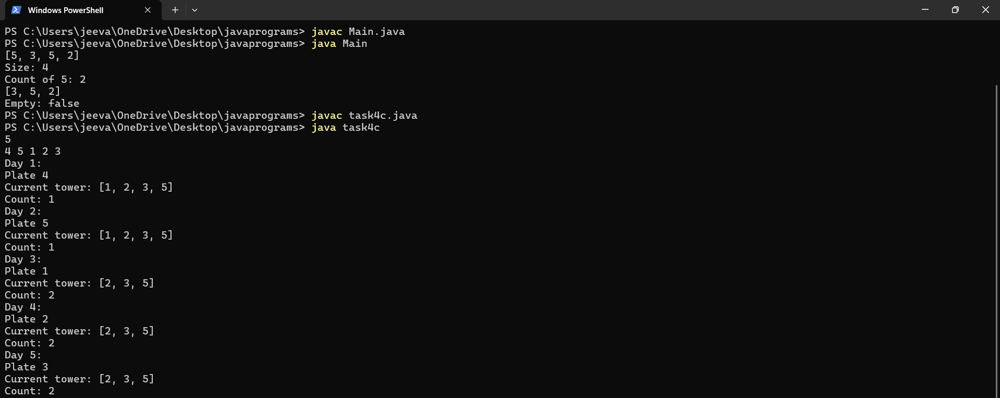 Windows PowerShell
PS C:\Users\jeeva\OneDrive\Desktop\javaprograms> javac Main.java
PS C:\Users\jeeva\OneDrive\Desktop\javaprograms> java Main
[5, 3, 5, 2]
Size: 4
Count of 5: 2
[3, 5, 2]
Empty: false
PS C:\Users\jeeva\OneDrive\Desktop\javaprograms> javac task4c.java
PS C:\Users\jeeva\OneDrive\Desktop\javaprograms> java task4c
5
4 5 1 2 3
Day 1:
Plate 4
Current tower: [1, 2, 3, 5]
Count: 1
Day 2:
Plate 5
Current tower: [1, 2, 3, 5]
Count: 1
Day 3:
Plate 1
Current tower: [2, 3, 5]
Count: 2
Day 4:
Plate 2
Current tower: [2, 3, 5]
Count: 2
Day 5:
Plate 3
Current tower: [2, 3, 5]
Count: 2